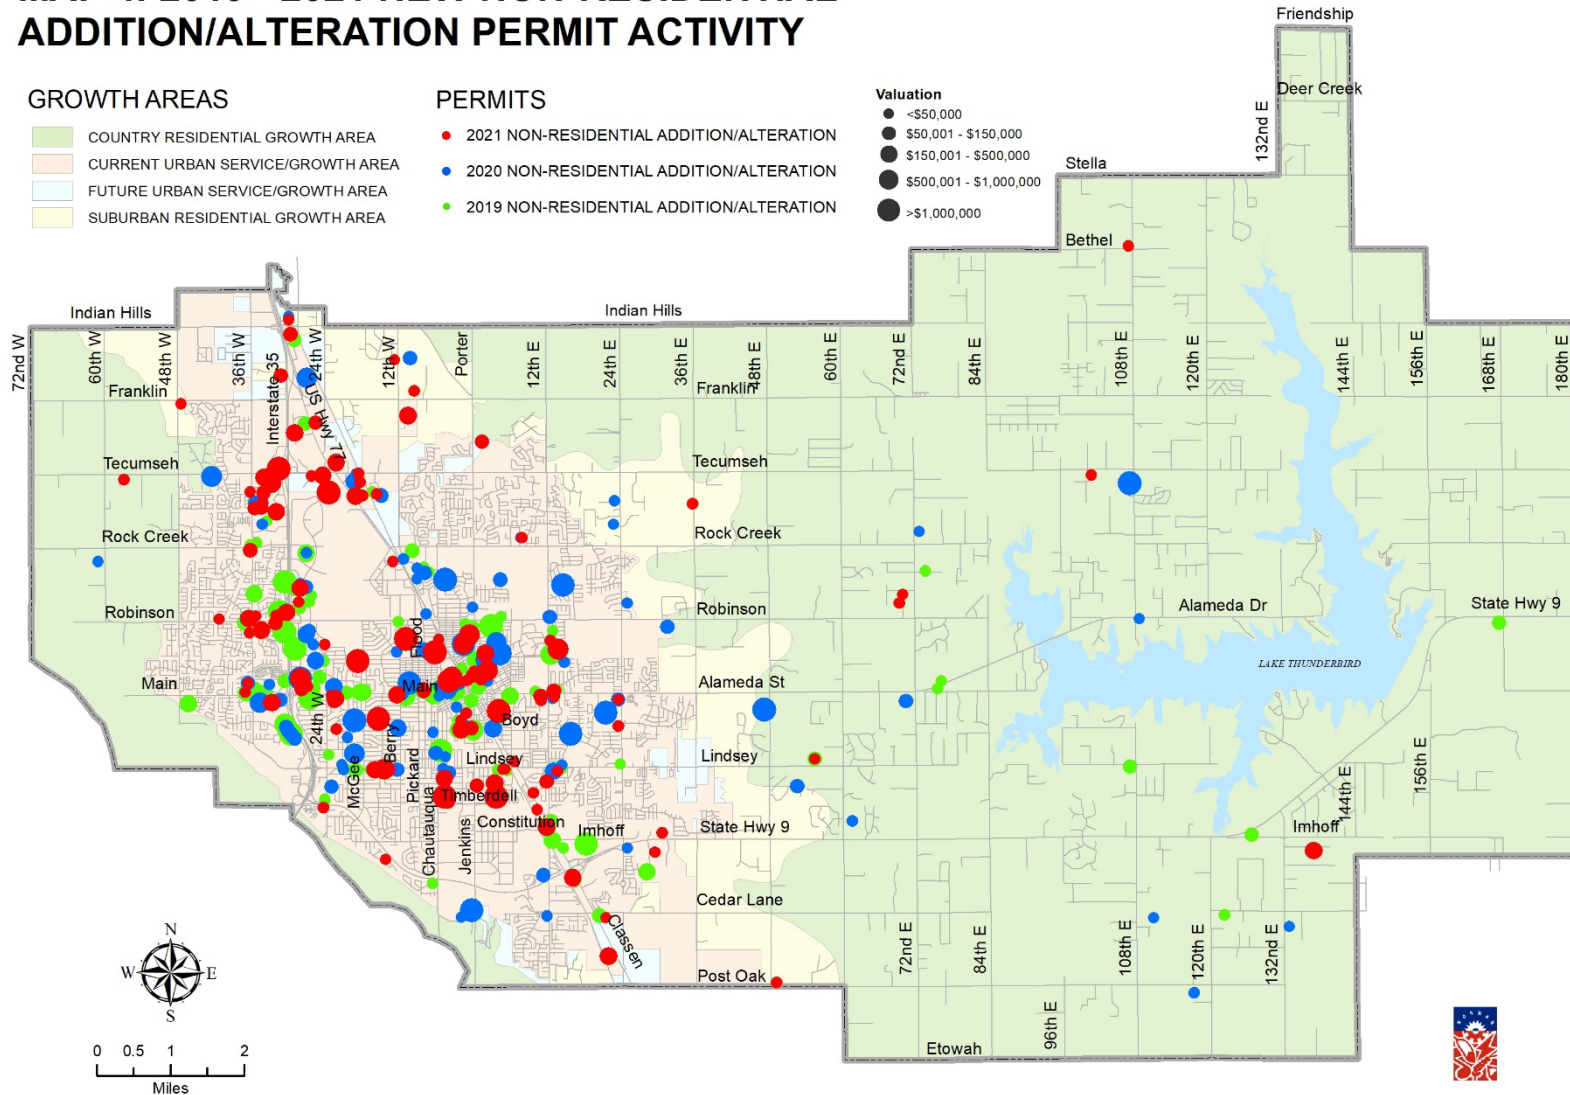 ADDITION/ALTERATION PERMIT ACTIVITY
GROWTH AREAS
COUNTRY RESIDENTIAL GROWTH AREA
CURRENT URBAN SERVICE/GROWTH AREA
FUTURE URBAN SERVICE/GROWTH AREA
SUBURBAN RESIDENTIAL GROWTH AREA
PERMITS
2021 NON-RESIDENTIAL ADDITION/ALTERATION
2020 NON-RESIDENTIAL ADDITION/ALTERATION
2019 NON-RESIDENTIAL ADDITION/ALTERATION
Valuation
<$50,000
$50,001 - $150,000
$150,001 - $500,000
$500,001 - $1,000,000
>$1,000,000
Friendship
Deer Creek
132nd E
Stella
Bethel
Indian Hills
Indian Hills
72nd W
60th W
48th W
36th W
Interstate 35
24th W
US Hwy 77
12th W
Porter
12th E
24th E
36th E
48th E
60th E
72nd E
84th E
108th E
120th E
144th E
156th E
168th E
180th E
Franklin
Franklin
Tecumseh
Tecumseh
Rock Creek
Rock Creek
Robinson
Robinson
Alameda Dr
State Hwy 9
Flood
LAKE THUNDERBIRD
Main
Main
Alameda St
24th W
Boyd
Berry
Lindsey
Lindsey
McGee
Pickard
Timberdell
Chautauqua
Constitution
Jenkins
Imhoff
State Hwy 9
156th E
144th E
Imhoff
Cedar Lane
Classen
72nd E
84th E
108th E
120th E
132nd E
Post Oak
96th E
Etowah
N
W
E
S
0 0.5 1 2
Miles
NORMAN